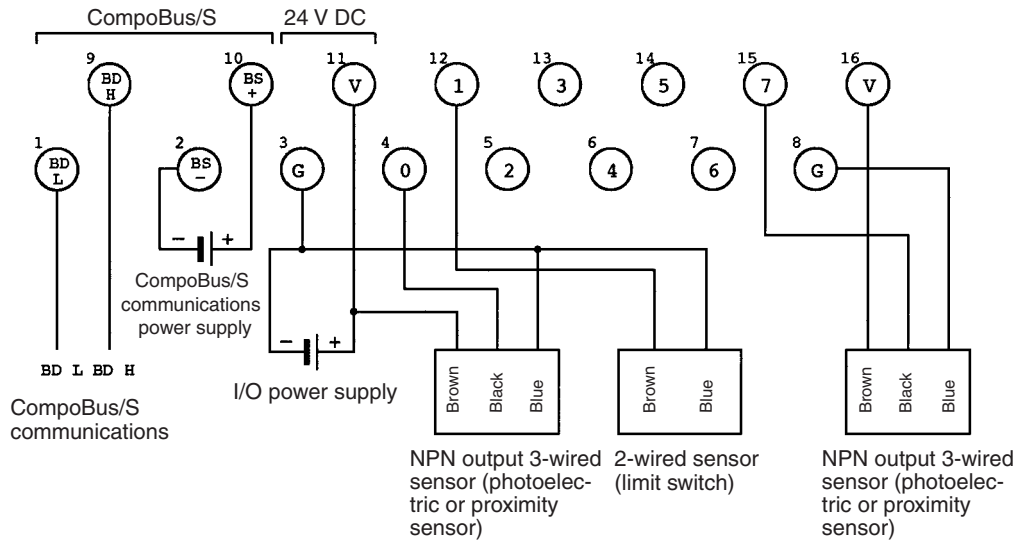 CompoBus/S 24 V DC
9 10 11 12 13 14 15 16
BD H BS + V 1 3 5 7 V
1 2 3 4 5 6 7 8
BD L BS − G 0 2 4 6 G
− +
CompoBus/S
communications
power supply
− +
BD L BD H
I/O power supply
CompoBus/S
communications
Brown Black Blue
Brown Blue
Brown Black Blue
NPN output 3-wired
sensor (photoelec-
tric or proximity
sensor)
2-wired sensor
(limit switch)
NPN output 3-wired
sensor (photoelec-
tric or proximity
sensor)